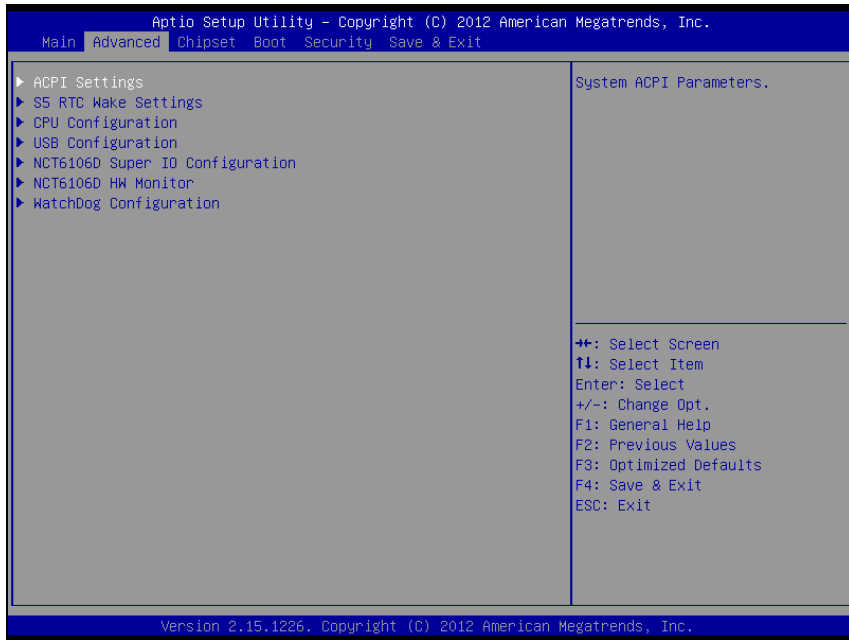 Aptio Setup Utility – Copyright (C) 2012 American Megatrends, Inc.
Main Advanced Chipset Boot Security Save & Exit
▶ ACPI Settings
▶ S5 RTC Wake Settings
▶ CPU Configuration
▶ USB Configuration
▶ NCT6106D Super IO Configuration
▶ NCT6106D HW Monitor
▶ WatchDog Configuration
System ACPI Parameters.
→←: Select Screen
↑↓: Select Item
Enter: Select
+/-: Change Opt.
F1: General Help
F2: Previous Values
F3: Optimized Defaults
F4: Save & Exit
ESC: Exit
Version 2.15.1226. Copyright (C) 2012 American Megatrends, Inc.